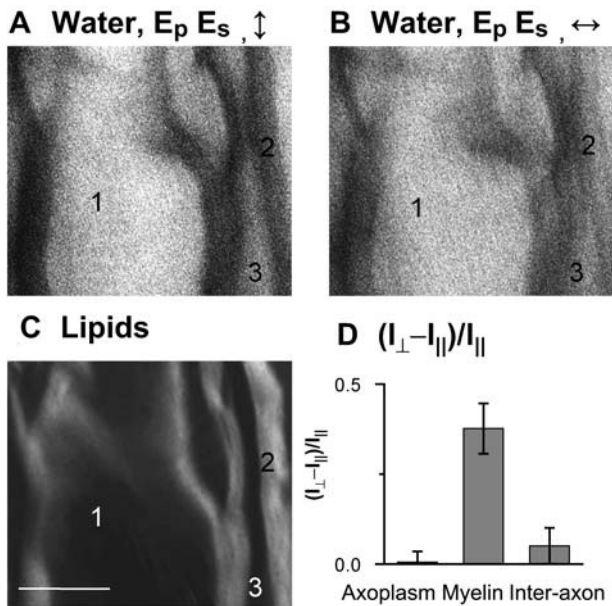 A Water, Ep Es , ↕
B Water, Ep Es , ↔
1
2
3
1
2
3
C Lipids
D (I⊥−I||)/I||
1
2
3
(I⊥−I||)/I||
0.5
0.0
Axoplasm Myelin Inter-axon